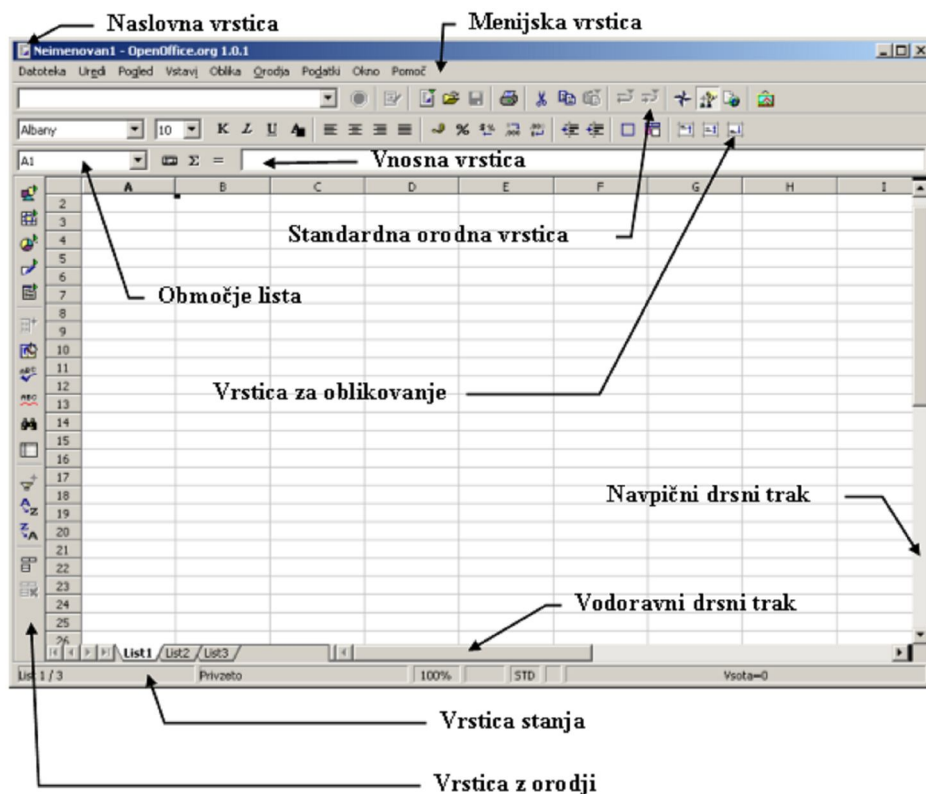 Naslovna vrstica
Menijska vrstica
Neimenovan1 - OpenOffice.org 1.0.1
Datoteka Uredi Pogled Vstavi Oblika Orodja Podatki Okno Pomoč
Albany 10 K L U A
A1 Σ =
Vnosna vrstica
A B C D E F G H I
2
3
Standardna orodna vrstica
4
5
6
7
Območje lista
8
9
10
11
12
Vrstica za oblikovanje
13
14
15
16
17
18
Navpični drsni trak
19
20
21
22
23
24
Vodoravni drsni trak
25
26
List1 List2 List3
List 1 / 3 Privzeto 100% STD Vsota=0
Vrstica stanja
Vrstica z orodji